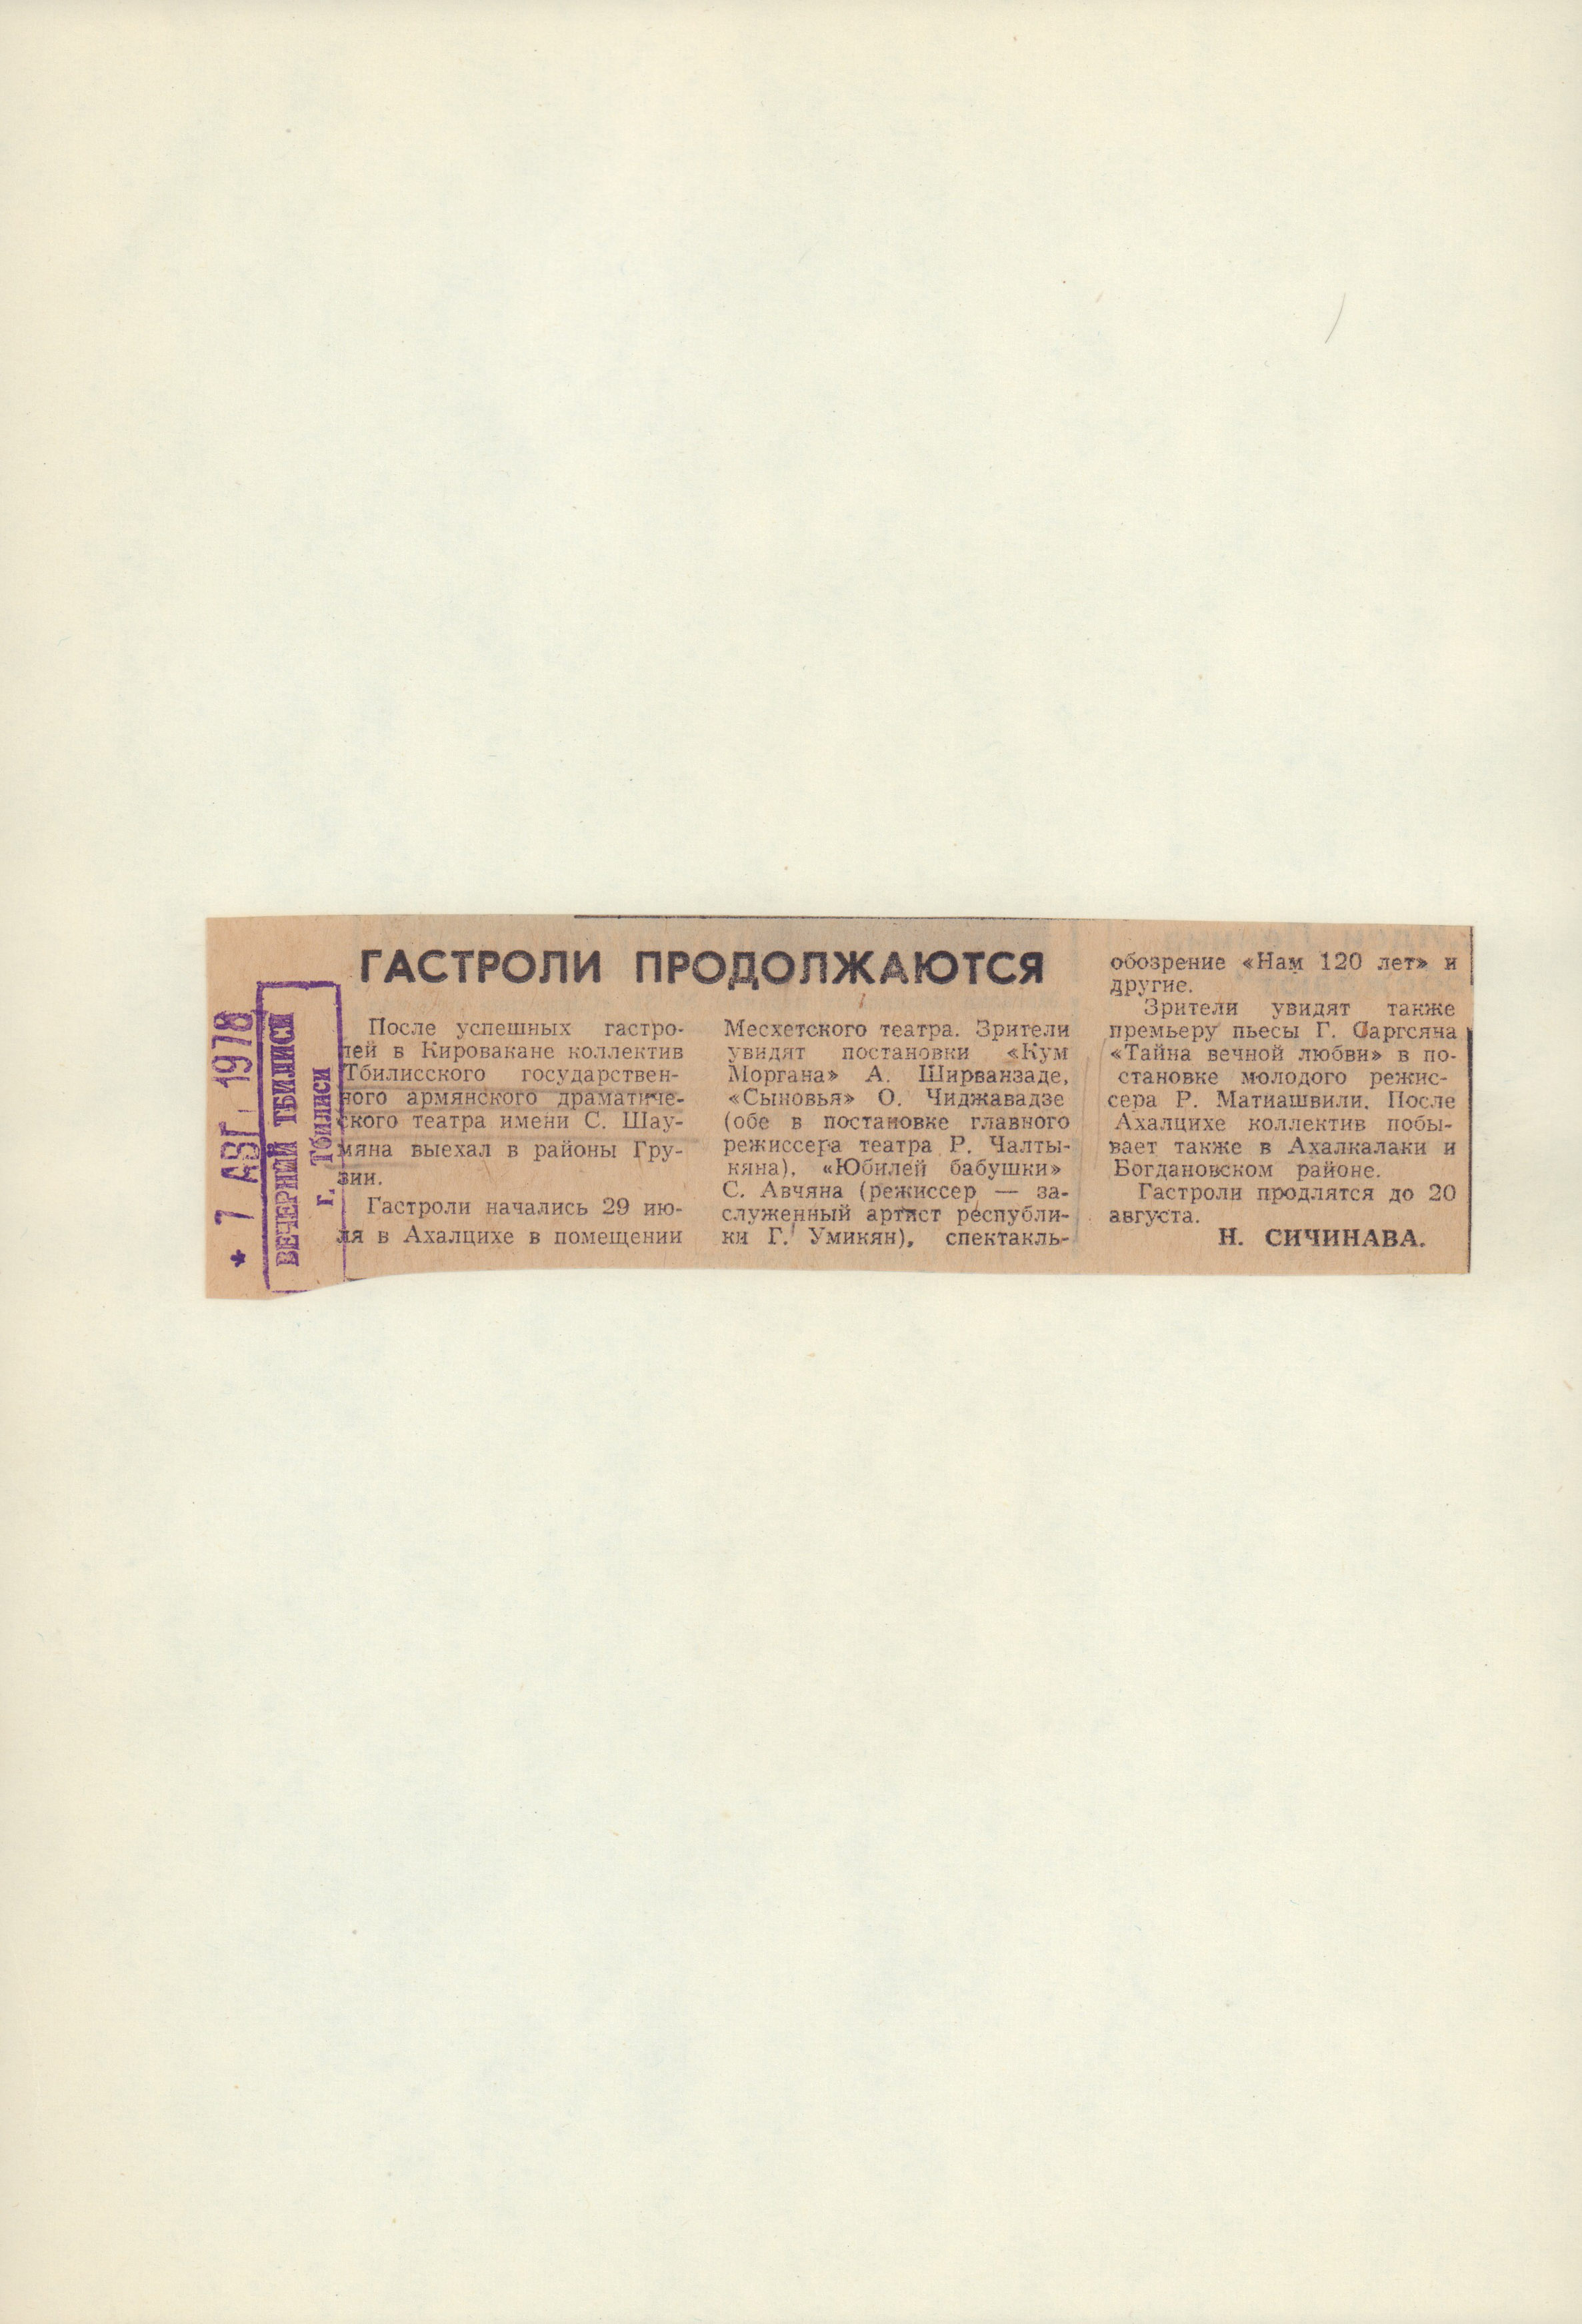 * 7 АВГ 1978
ВЕЧЕРНИЙ ТБИЛИСИ
г. Тбилиси
ГАСТРОЛИ ПРОДОЛЖАЮТСЯ
После успешных гастро-
лей в Кировакане коллектив
Тбилисского государствен-
ного армянского драматиче-
ского театра имени С. Шау-
мяна выехал в районы Гру-
зии.
Гастроли начались 29 ию-
ля в Ахалцихе в помещении
Месхетского театра. Зрители
увидят постановки «Кум
Моргана» А. Ширванзаде,
«Сыновья» О. Чиджавадзе
(обе в постановке главного
режиссера театра Р. Чалты-
кяна), «Юбилей бабушки»
С. Авчяна (режиссер — за-
служенный артист республи-
ки Г. Умикян), спектакль-
обозрение «Нам 120 лет» и
другие.
Зрители увидят также
премьеру пьесы Г. Саргсяна
«Тайна вечной любви» в по-
становке молодого режис-
сера Р. Матиашвили. После
Ахалцихе коллектив побы-
вает также в Ахалкалаки и
Богдановском районе.
Гастроли продлятся до 20
августа.
Н. СИЧИНАВА.